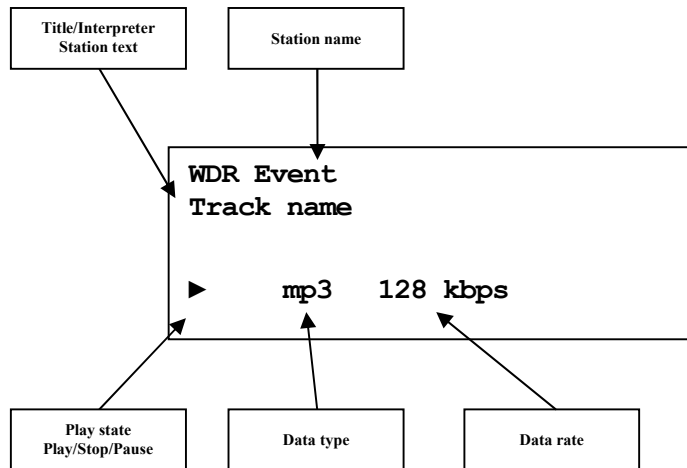 Title/Interpreter
Station text
Station name
WDR Event
Track name
► mp3 128 kbps
Play state
Play/Stop/Pause
Data type
Data rate